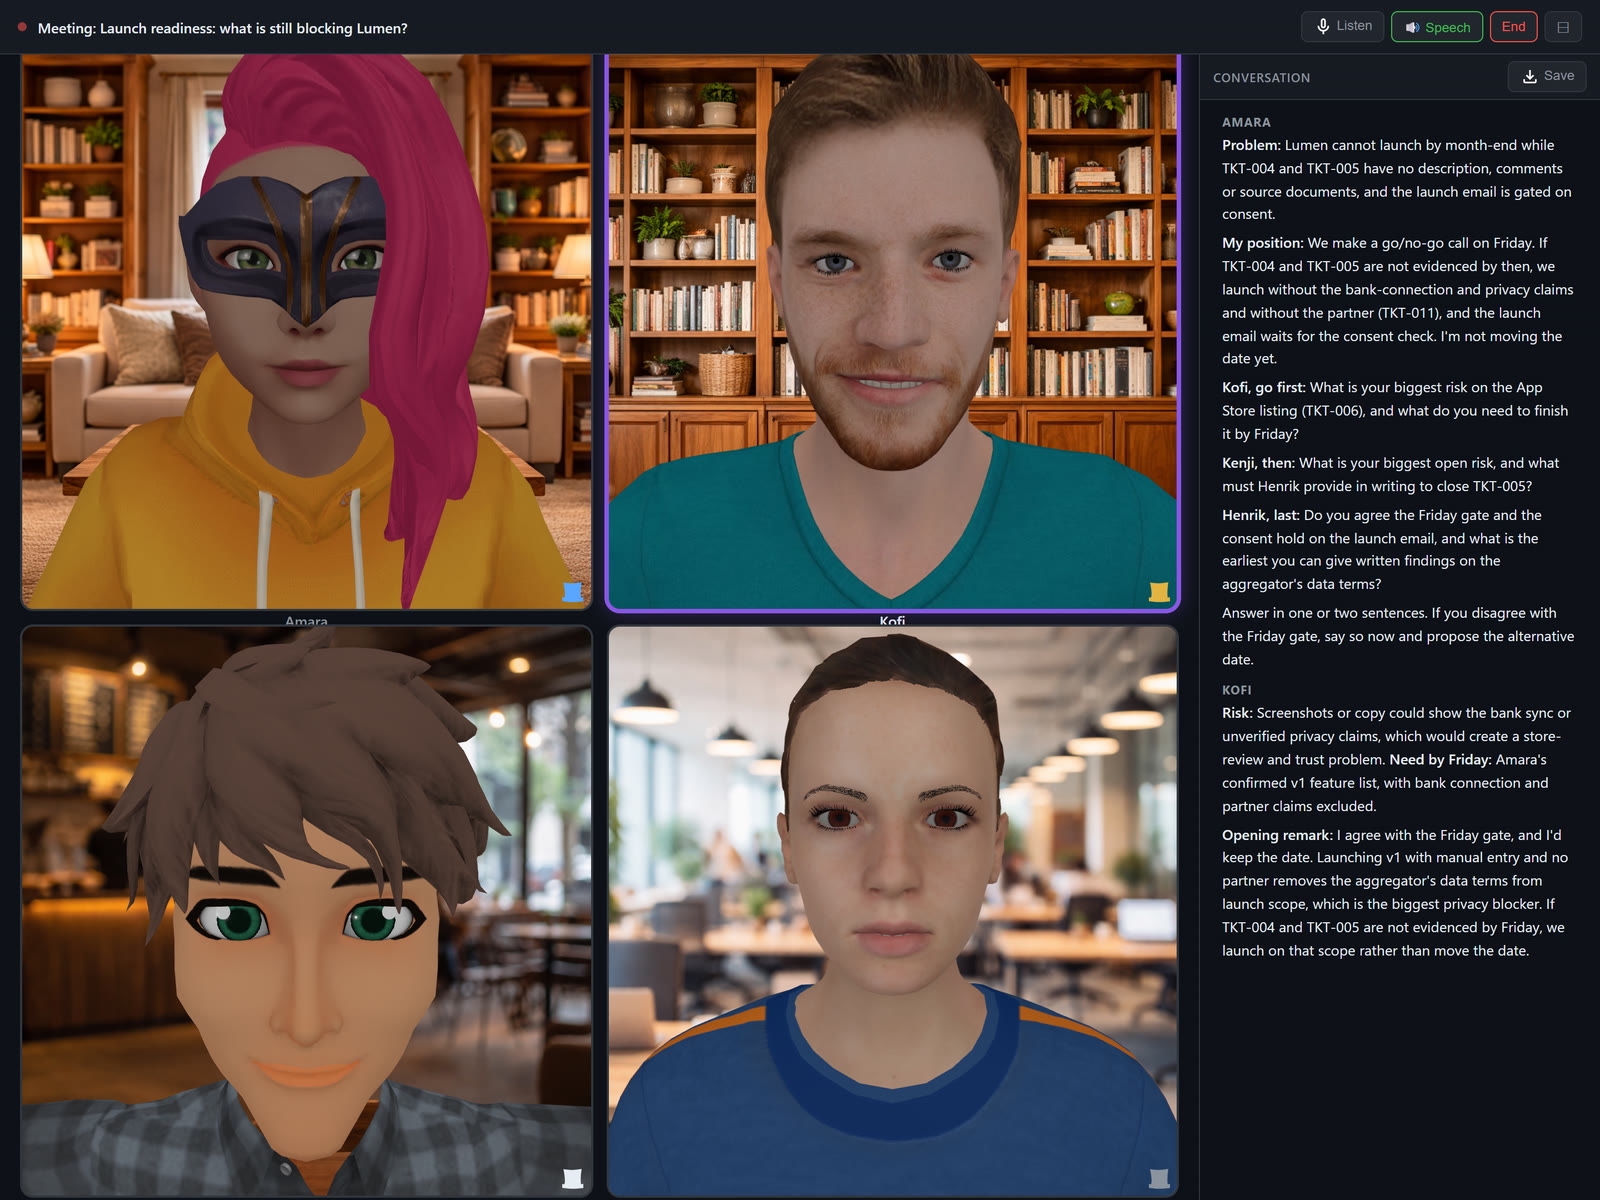 Meeting: Launch readiness: what is still blocking Lumen?
Listen
Speech
End
CONVERSATION
Save
AMARA
Problem: Lumen cannot launch by month-end while
TKT-004 and TKT-005 have no description, comments
or source documents, and the launch email is gated on
consent.
My position: We make a go/no-go call on Friday. If
TKT-004 and TKT-005 are not evidenced by then, we
launch without the bank-connection and privacy claims
and without the partner (TKT-011), and the launch
email waits for the consent check. I'm not moving the
date yet.
Kofi, go first: What is your biggest risk on the App
Store listing (TKT-006), and what do you need to finish
it by Friday?
Kenji, then: What is your biggest open risk, and what
must Henrik provide in writing to close TKT-005?
Henrik, last: Do you agree the Friday gate and the
consent hold on the launch email, and what is the
earliest you can give written findings on the
aggregator's data terms?
Answer in one or two sentences. If you disagree with
the Friday gate, say so now and propose the alternative
date.
KOFI
Risk: Screenshots or copy could show the bank sync or
unverified privacy claims, which would create a store-
review and trust problem. Need by Friday: Amara's
confirmed v1 feature list, with bank connection and
partner claims excluded.
Opening remark: I agree with the Friday gate, and I'd
keep the date. Launching v1 with manual entry and no
partner removes the aggregator's data terms from
launch scope, which is the biggest privacy blocker. If
TKT-004 and TKT-005 are not evidenced by Friday, we
launch on that scope rather than move the date.
Amara
Kofi